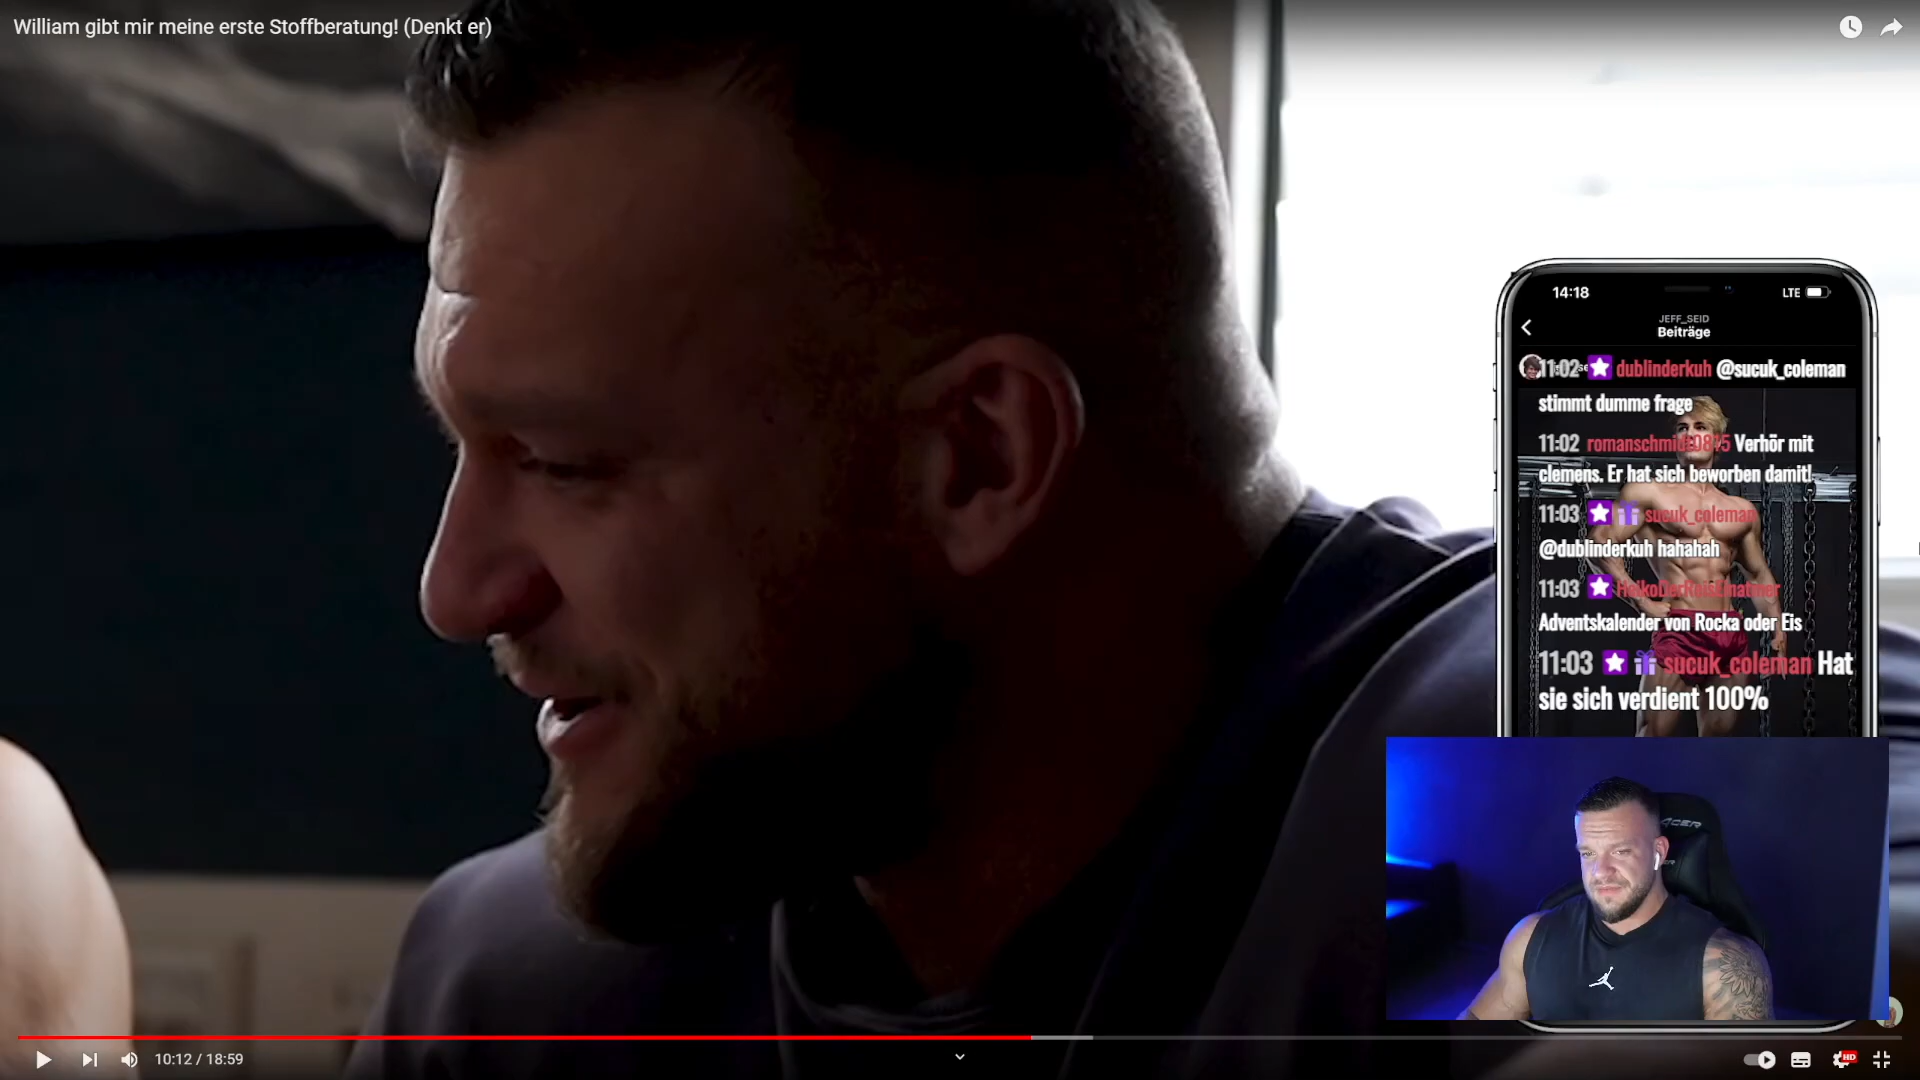 William gibt mir meine erste Stoffberatung! (Denkt er)
14:18
LTE
JEFF_SEID
Beiträge
11:02 dublinderkuh @sucuk_coleman
stimmt dumme frage
11:02 romanschmidt0815 Verhör mit
clemens. Er hat sich beworben damit!
11:03 sucuk_coleman
@dublinderkuh hahahah
11:03
Adventskalender von Rocka oder Eis
11:03 sucuk_coleman Hat
sie sich verdient 100%
10:12 / 18:59
HD